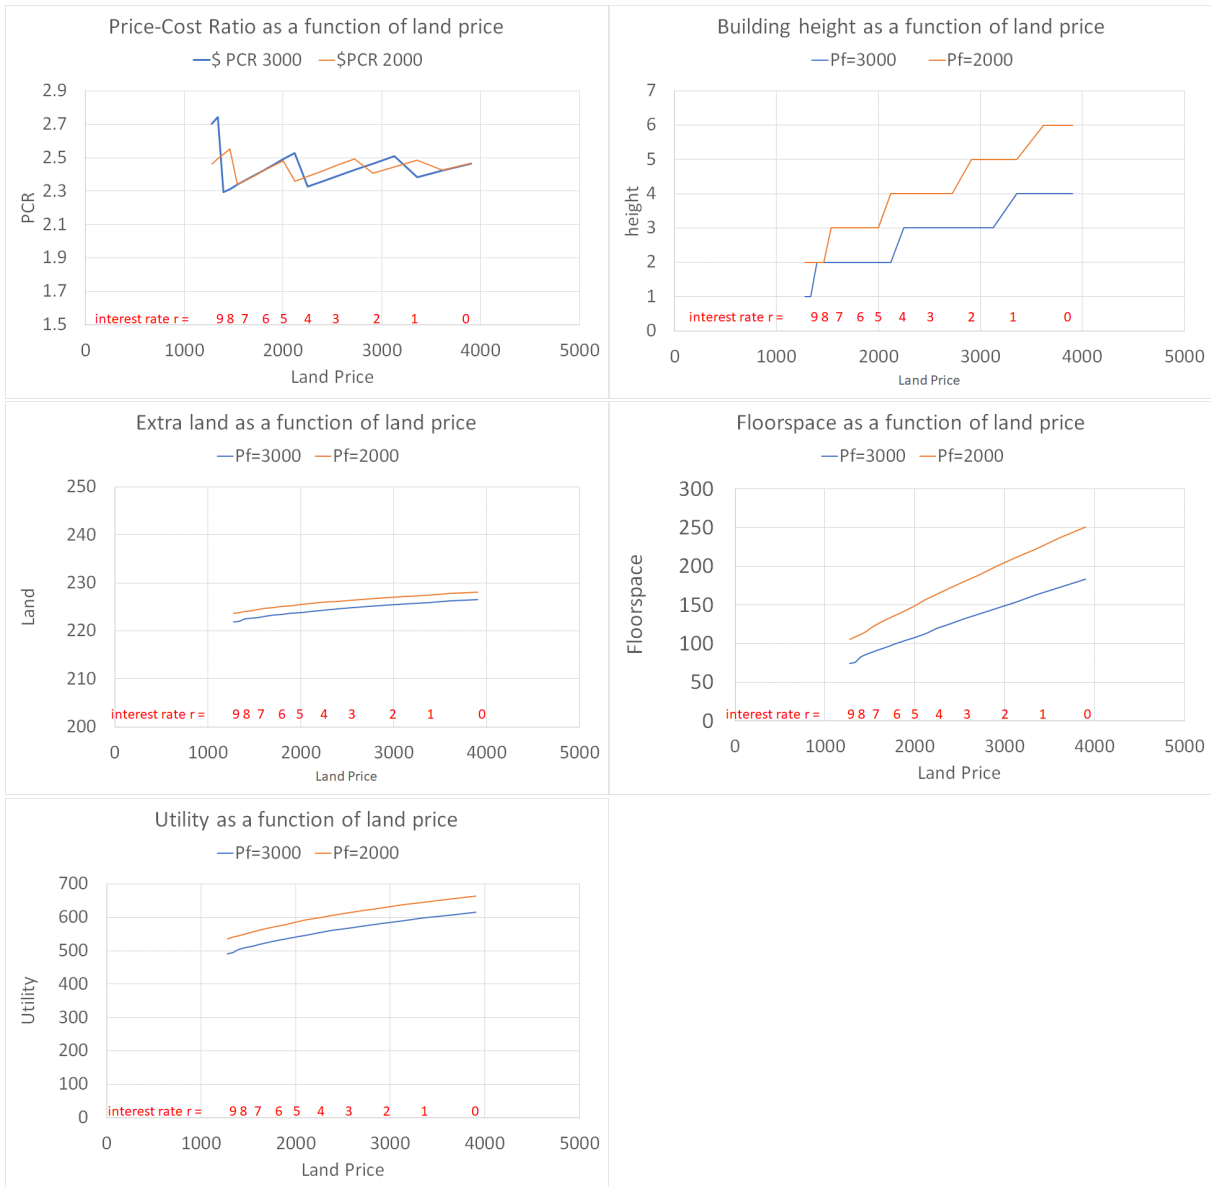 Price-Cost Ratio as a function of land price
$ PCR 3000 $PCR 2000
PCR
2.9
2.7
2.5
2.3
2.1
1.9
1.7
1.5
interest rate r = 9 8 7 6 5 4 3 2 1 0
0 1000 2000 3000 4000 5000
Land Price
Building height as a function of land price
Pf=3000 Pf=2000
height
7
6
5
4
3
2
1
0
interest rate r = 9 8 7 6 5 4 3 2 1 0
0 1000 2000 3000 4000 5000
Land Price
Extra land as a function of land price
Pf=3000 Pf=2000
Land
250
240
230
220
210
200
interest rate r = 9 8 7 6 5 4 3 2 1 0
0 1000 2000 3000 4000 5000
Land Price
Floorspace as a function of land price
Pf=3000 Pf=2000
Floorspace
300
250
200
150
100
50
0
interest rate r = 9 8 7 6 5 4 3 2 1 0
0 1000 2000 3000 4000 5000
Land Price
Utility as a function of land price
Pf=3000 Pf=2000
Utility
700
600
500
400
300
200
100
0
interest rate r = 9 8 7 6 5 4 3 2 1 0
0 1000 2000 3000 4000 5000
Land Price